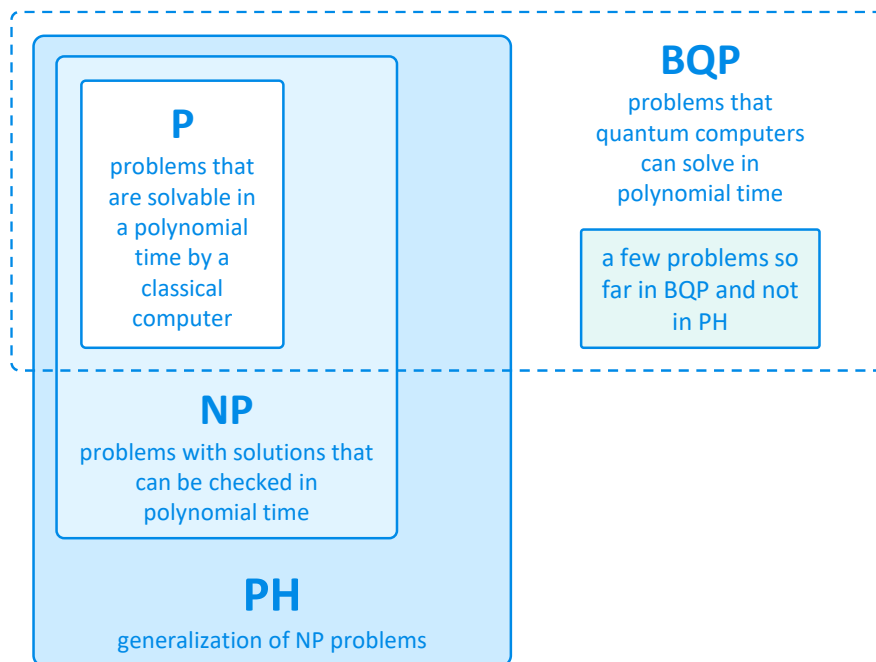 P
problems that
are solvable in
a polynomial
time by a
classical
computer
NP
problems with solutions that
can be checked in
polynomial time
PH
generalization of NP problems
BQP
problems that
quantum computers
can solve in
polynomial time
a few problems so
far in BQP and not
in PH